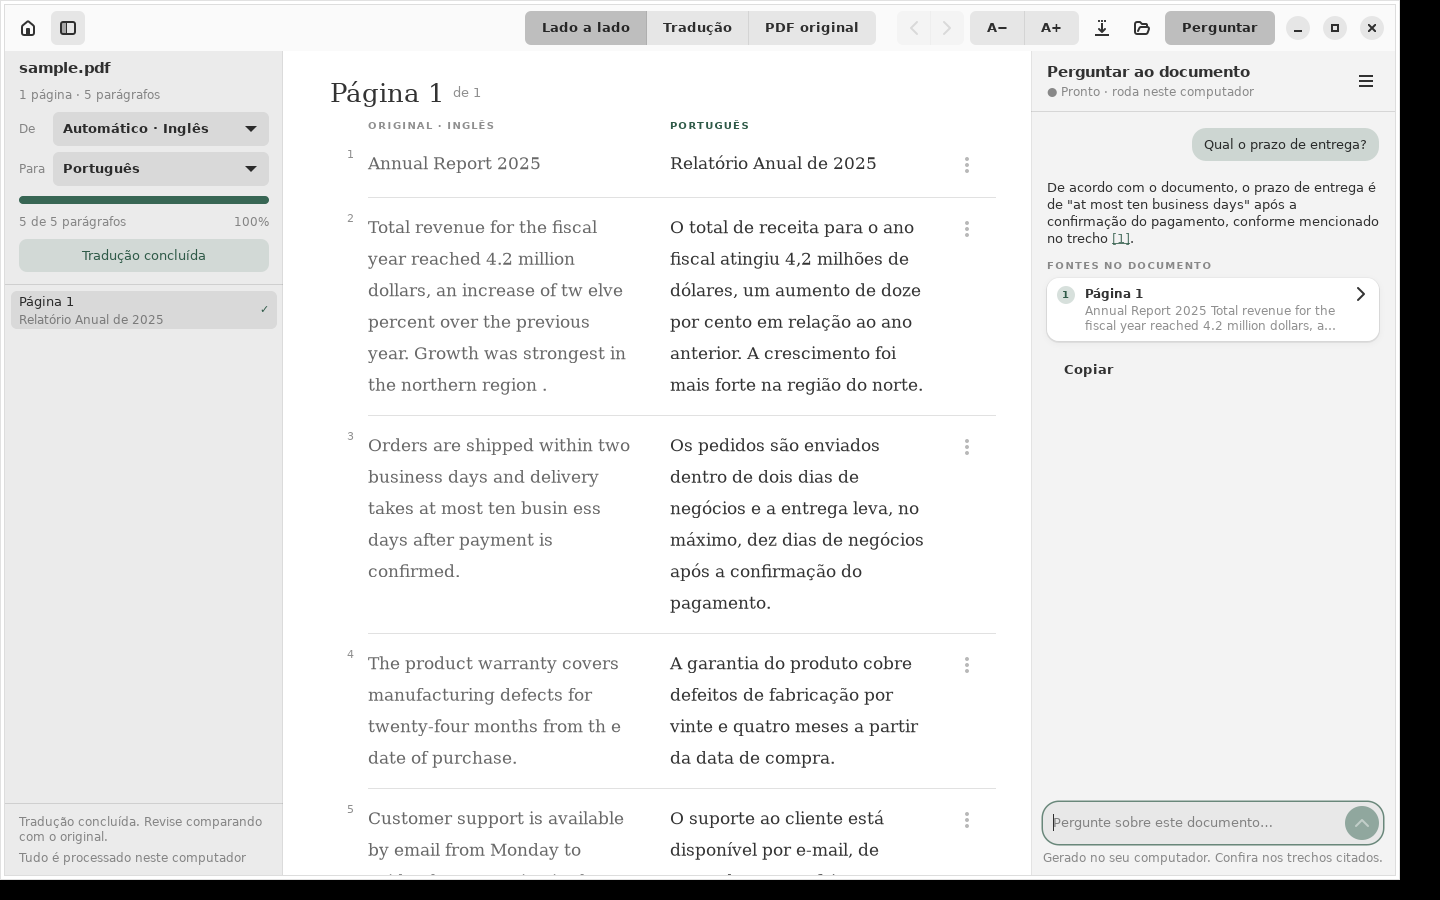 Lado a lado
Tradução
PDF original
A−
A+
Perguntar
sample.pdf
1 página · 5 parágrafos
De
Automático · Inglês
Para
Português
5 de 5 parágrafos
100%
Tradução concluída
Página 1
Relatório Anual de 2025
✓
Tradução concluída. Revise comparando
com o original.
Tudo é processado neste computador
Página 1 de 1
ORIGINAL · INGLÊS
PORTUGUÊS
1
Annual Report 2025
Relatório Anual de 2025
2
Total revenue for the fiscal
year reached 4.2 million
dollars, an increase of tw elve
percent over the previous
year. Growth was strongest in
the northern region .
O total de receita para o ano
fiscal atingiu 4,2 milhões de
dólares, um aumento de doze
por cento em relação ao ano
anterior. A crescimento foi
mais forte na região do norte.
3
Orders are shipped within two
business days and delivery
takes at most ten busin ess
days after payment is
confirmed.
Os pedidos são enviados
dentro de dois dias de
negócios e a entrega leva, no
máximo, dez dias de negócios
após a confirmação do
pagamento.
4
The product warranty covers
manufacturing defects for
twenty-four months from th e
date of purchase.
A garantia do produto cobre
defeitos de fabricação por
vinte e quatro meses a partir
da data de compra.
5
Customer support is available
by email from Monday to
O suporte ao cliente está
disponível por e-mail, de
Perguntar ao documento
Pronto · roda neste computador
Qual o prazo de entrega?
De acordo com o documento, o prazo de entrega é
de "at most ten business days" após a
confirmação do pagamento, conforme mencionado
no trecho [1].
FONTES NO DOCUMENTO
1
Página 1
Annual Report 2025 Total revenue for the
fiscal year reached 4.2 million dollars, a…
Copiar
Pergunte sobre este documento…
Gerado no seu computador. Confira nos trechos citados.